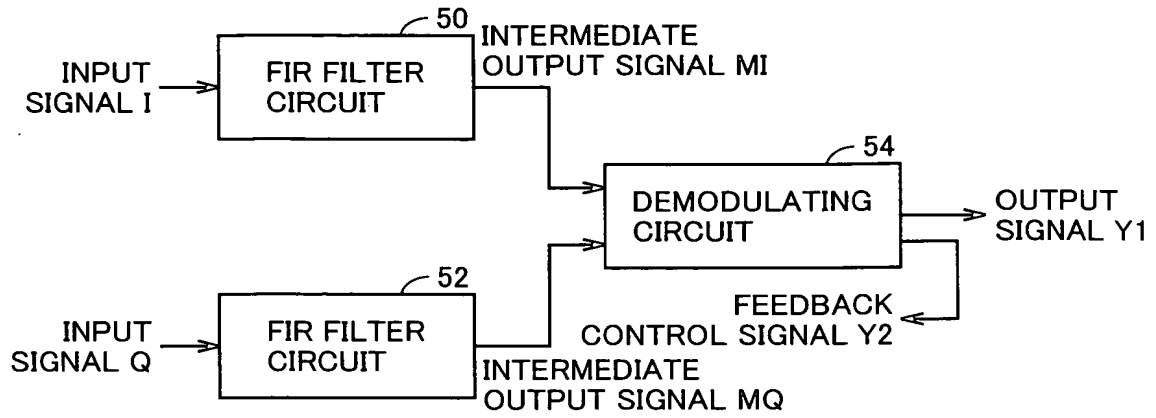 50
INPUT
SIGNAL I
FIR FILTER
CIRCUIT
INTERMEDIATE
OUTPUT SIGNAL MI
54
DEMODULATING
CIRCUIT
OUTPUT
SIGNAL Y1
52
INPUT
SIGNAL Q
FIR FILTER
CIRCUIT
FEEDBACK
CONTROL SIGNAL Y2
INTERMEDIATE
OUTPUT SIGNAL MQ